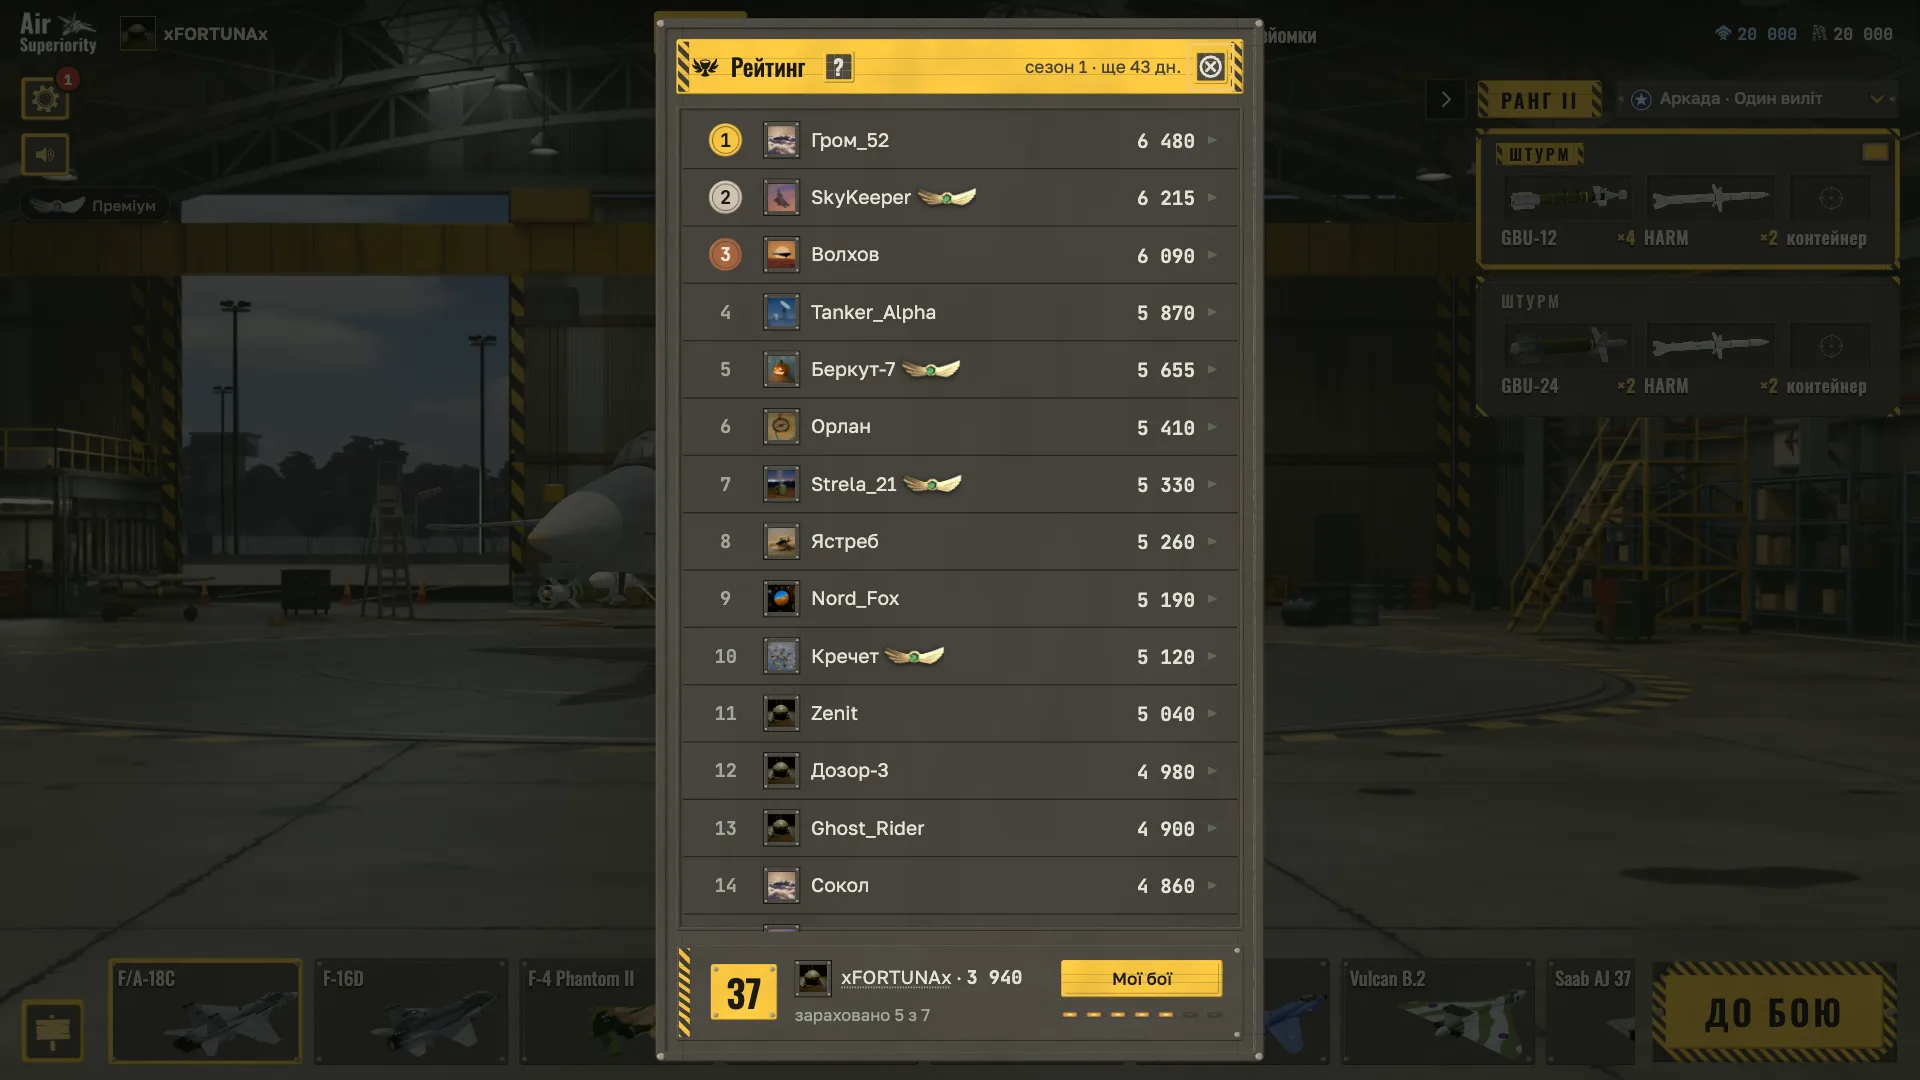 Air Superiority
xFORTUNAx
1
Преміум
Рейтинг
?
сезон 1 · ще 43 дн.
1 Гром_52 6 480
2 SkyKeeper 6 215
3 Волхов 6 090
4 Tanker_Alpha 5 870
5 Беркут-7 5 655
6 Орлан 5 410
7 Strela_21 5 330
8 Ястреб 5 260
9 Nord_Fox 5 190
10 Кречет 5 120
11 Zenit 5 040
12 Дозор-3 4 980
13 Ghost_Rider 4 900
14 Сокол 4 860
37
xFORTUNAx · 3 940
зараховано 5 з 7
Мої бої
20 000
20 000
РАНГ II
Аркада · Один виліт
ШТУРМ
GBU-12 ×4 HARM ×2 контейнер
ШТУРМ
GBU-24 ×2 HARM ×2 контейнер
F/A-18C
F-16D
F-4 Phantom II
Vulcan B.2
Saab AJ 37
ДО БОЮ